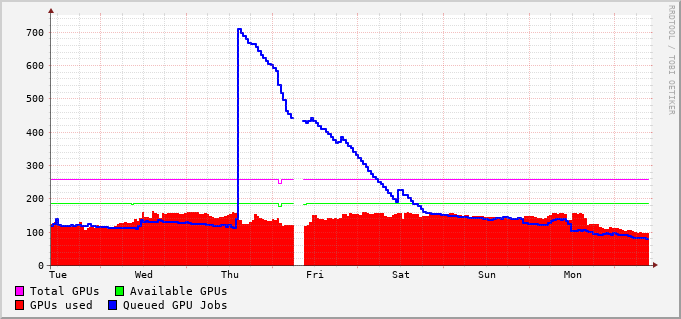 700
600
500
400
300
200
100
0
Tue Wed Thu Fri Sat Sun Mon
Total GPUs Available GPUs
GPUs used Queued GPU Jobs
RRDTOOL / TOBI OETIKER